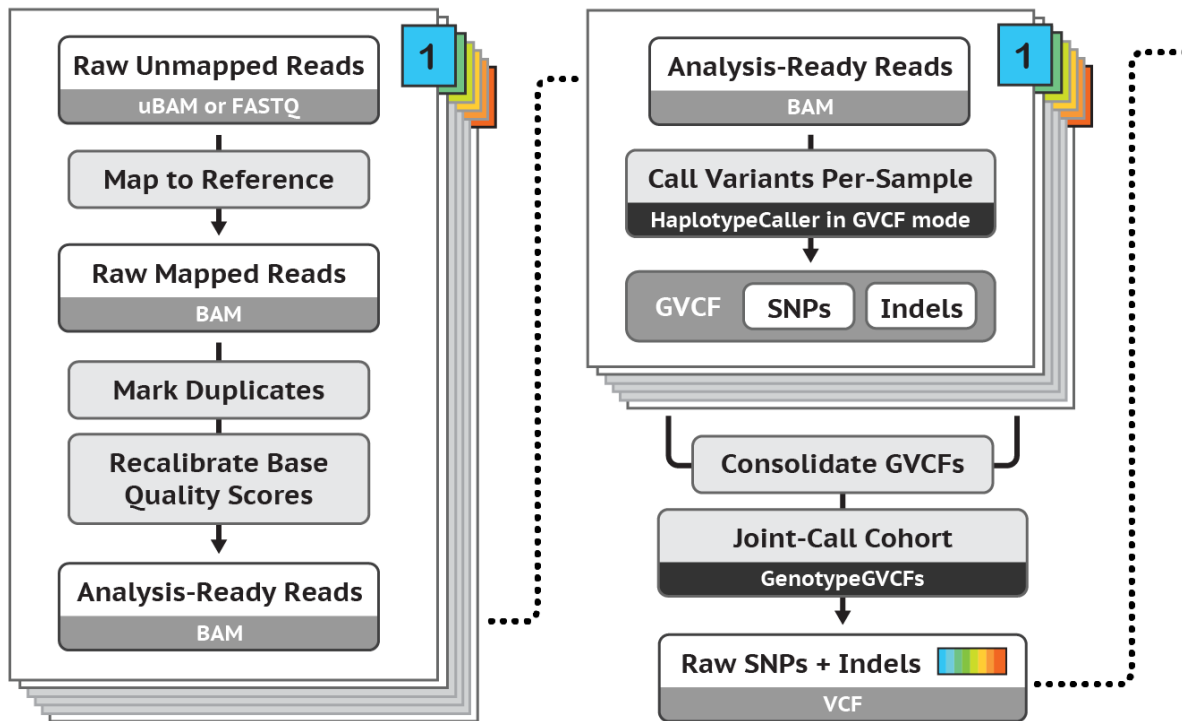 1
Raw Unmapped Reads
uBAM or FASTQ
Map to Reference
Raw Mapped Reads
BAM
Mark Duplicates
Recalibrate Base
Quality Scores
Analysis-Ready Reads
BAM
1
Analysis-Ready Reads
BAM
Call Variants Per-Sample
HaplotypeCaller in GVCF mode
GVCF SNPs Indels
Consolidate GVCFs
Joint-Call Cohort
GenotypeGVCFs
Raw SNPs + Indels
VCF